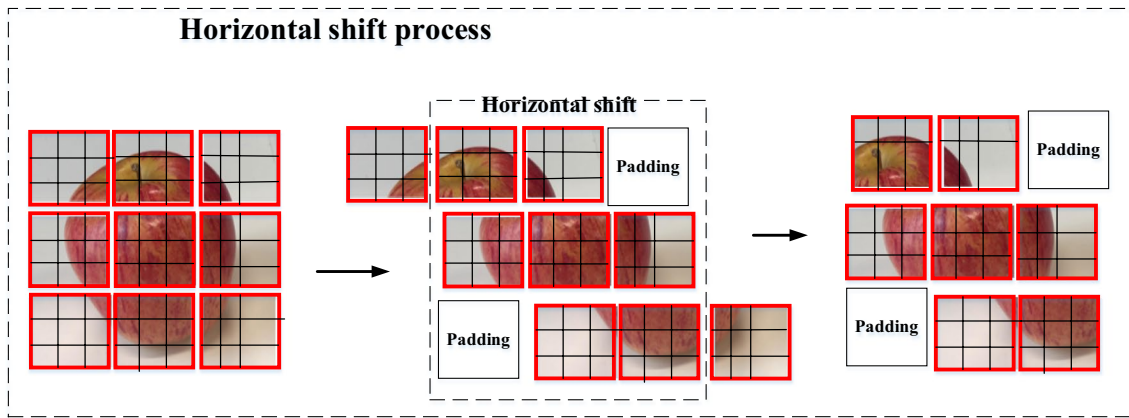 Horizontal shift process
Horizontal shift
Padding
Padding
Padding
Padding